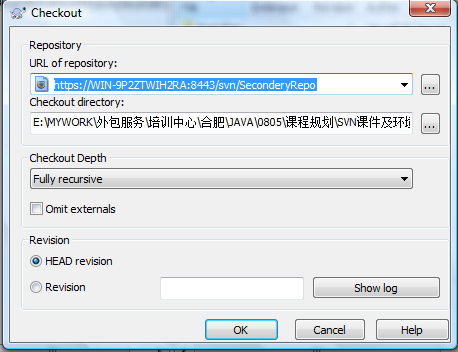 Checkout
Repository
URL of repository:
https://WIN-9P2ZTWIH2RA:8443/svn/SeconderyRepo
...
Checkout directory:
E:\MYWORK\外包服务\培训中心\合肥\JAVA\0805\课程规划\SVN课件及环
...
Checkout Depth
Fully recursive
Omit externals
Revision
HEAD revision
Revision
Show log
OK
Cancel
Help